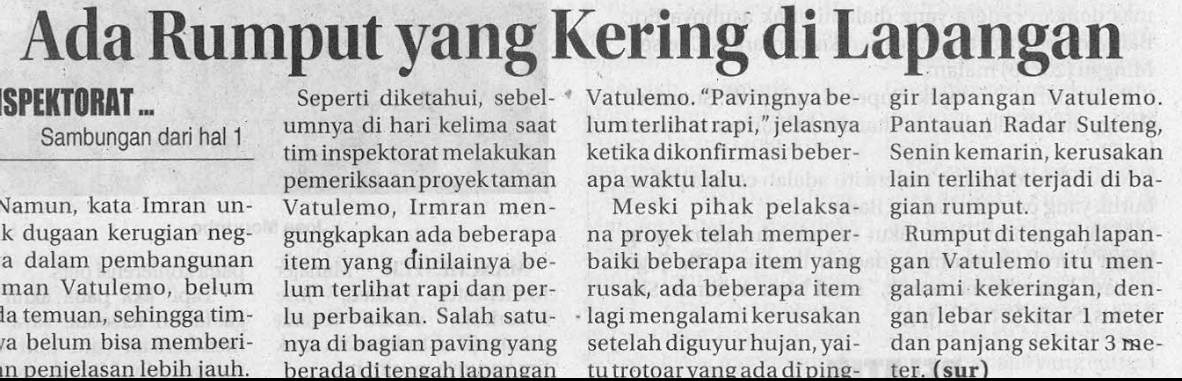 Ada Rumput yang Kering di Lapangan
NSPEKTORAT ...
Sambungan dari hal 1
Namun, kata Imran un-
k dugaan kerugian neg-
a dalam pembangunan
man Vatulemo, belum
da temuan, sehingga tim-
ya belum bisa memberi-
an penjelasan lebih jauh.
Seperti diketahui, sebel-
umnya di hari kelima saat
tim inspektorat melakukan
pemeriksaan proyek taman
Vatulemo, Irmran men-
gungkapkan ada beberapa
item yang dinilainya be-
lum terlihat rapi dan per-
lu perbaikan. Salah satu-
nya di bagian paving yang
berada di tengah lapangan
Vatulemo. “Pavingnya be-
lum terlihat rapi,” jelasnya
ketika dikonfirmasi beber-
apa waktu lalu.
Meski pihak pelaksa-
na proyek telah memper-
baiki beberapa item yang
rusak, ada beberapa item
lagi mengalami kerusakan
setelah diguyur hujan, yai-
tu trotoar yang ada di ping-
gir lapangan Vatulemo.
Pantauan Radar Sulteng,
Senin kemarin, kerusakan
lain terlihat terjadi di ba-
gian rumput.
Rumput di tengah lapan-
gan Vatulemo itu men-
galami kekeringan, den-
gan lebar sekitar 1 meter
dan panjang sekitar 3 me-
ter. (sur)